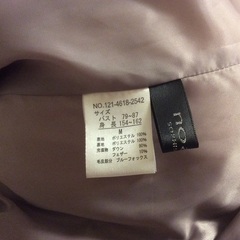 NO.121-4618-2542
サイズ
バスト 79-87
身長 154-162
M
表地 ポリエステル 100%
裏地 ポリエステル 100%
詰物 ダウン 90%
フェザー 10%
毛皮部分 ブルーフォックス